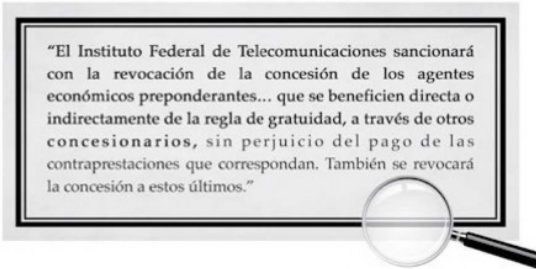 “El Instituto Federal de Telecomunicaciones sancionará
con la revocación de la concesión de los agentes
económicos preponderantes... que se beneficien directa o
indirectamente de la regla de gratuidad, a través de otros
concesionarios, sin perjuicio del pago de las
contraprestaciones que correspondan. También se revocará
la concesión a estos últimos.”